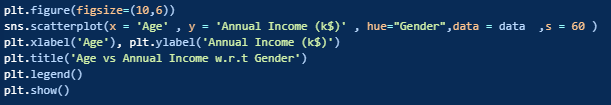 plt.figure(figsize=(10,6))
sns.scatterplot(x = 'Age' , y = 'Annual Income (k$)' , hue="Gender",data = data ,s = 60 )
plt.xlabel('Age'), plt.ylabel('Annual Income (k$)')
plt.title('Age vs Annual Income w.r.t Gender')
plt.legend()
plt.show()